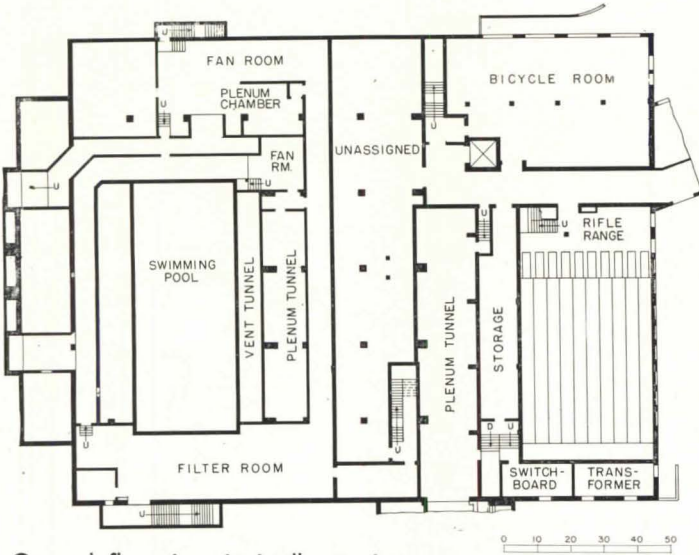 U
FAN ROOM
BICYCLE ROOM
PLENUM
CHAMBER
U
U
U
FAN
RM.
UNASSIGNED
U
U
U
U
RIFLE
RANGE
SWIMMING
POOL
VENT TUNNEL
PLENUM TUNNEL
PLENUM TUNNEL
STORAGE
U
U
U
D U
FILTER ROOM
SWITCH-
BOARD
TRANS-
FORMER
U
0 10 20 30 40 50